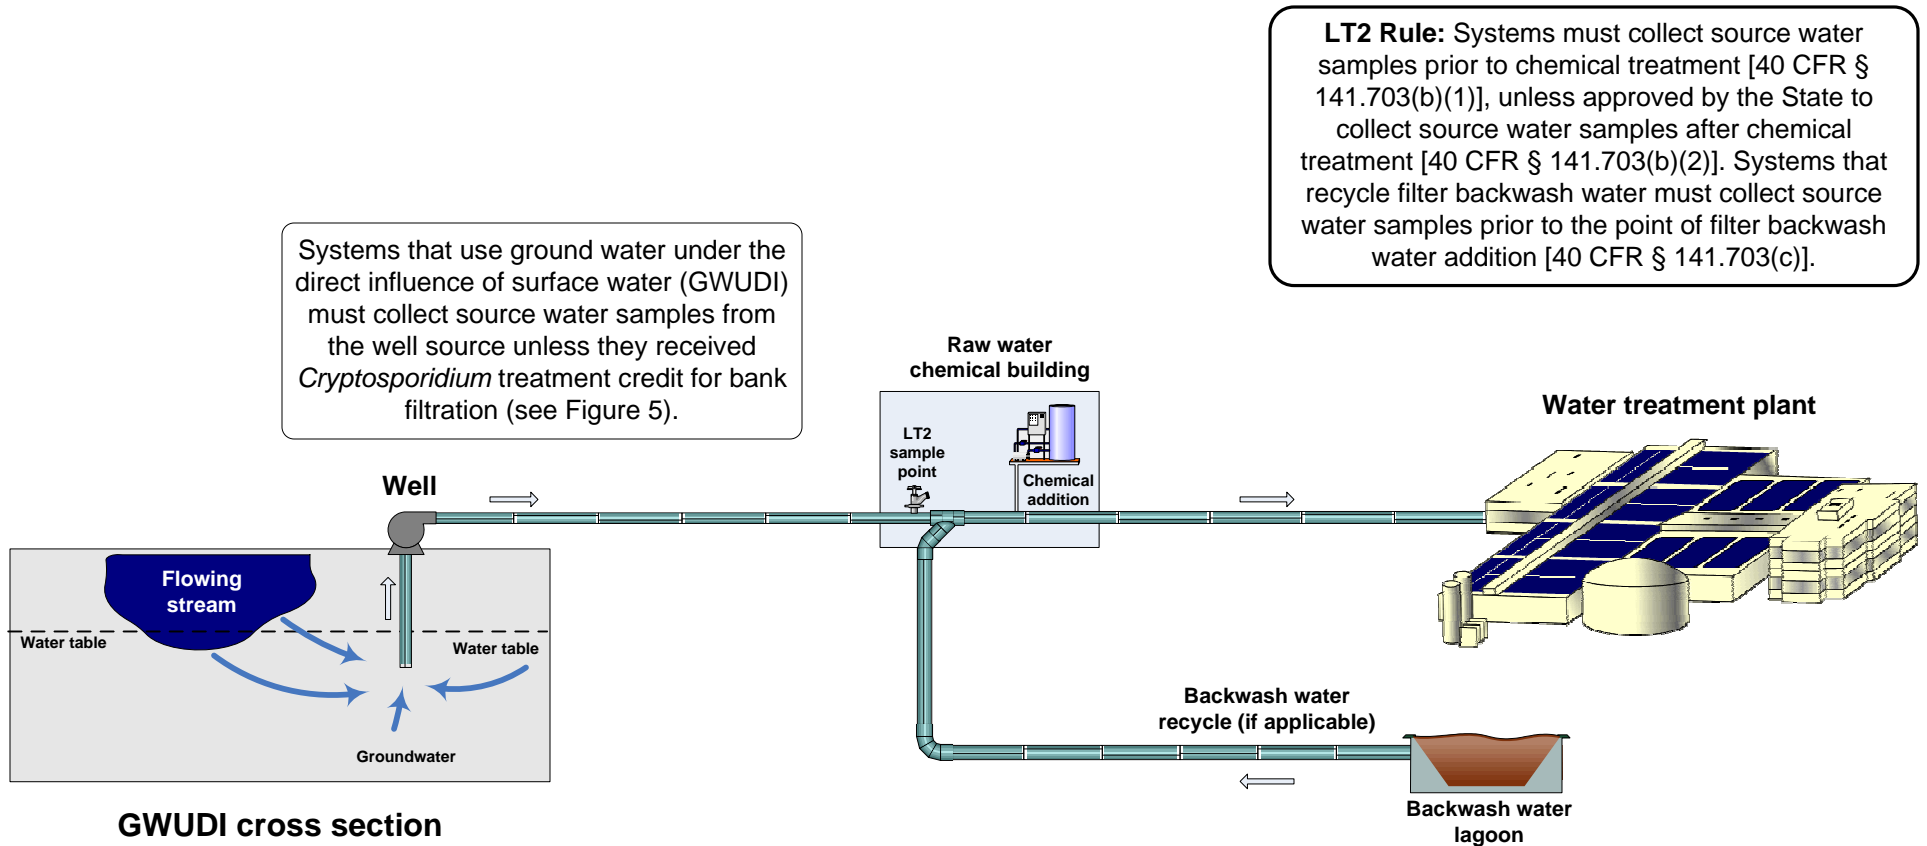 LT2 Rule: Systems must collect source water
samples prior to chemical treatment [40 CFR §
141.703(b)(1)], unless approved by the State to
collect source water samples after chemical
treatment [40 CFR § 141.703(b)(2)]. Systems that
recycle filter backwash water must collect source
water samples prior to the point of filter backwash
water addition [40 CFR § 141.703(c)].
Systems that use ground water under the
direct influence of surface water (GWUDI)
must collect source water samples from
the well source unless they received
Cryptosporidium treatment credit for bank
filtration (see Figure 5).
Raw water
chemical building
LT2
sample
point
Chemical
addition
Water treatment plant
Well
Flowing
stream
Water table
Water table
Groundwater
GWUDI cross section
Backwash water
recycle (if applicable)
Backwash water
lagoon